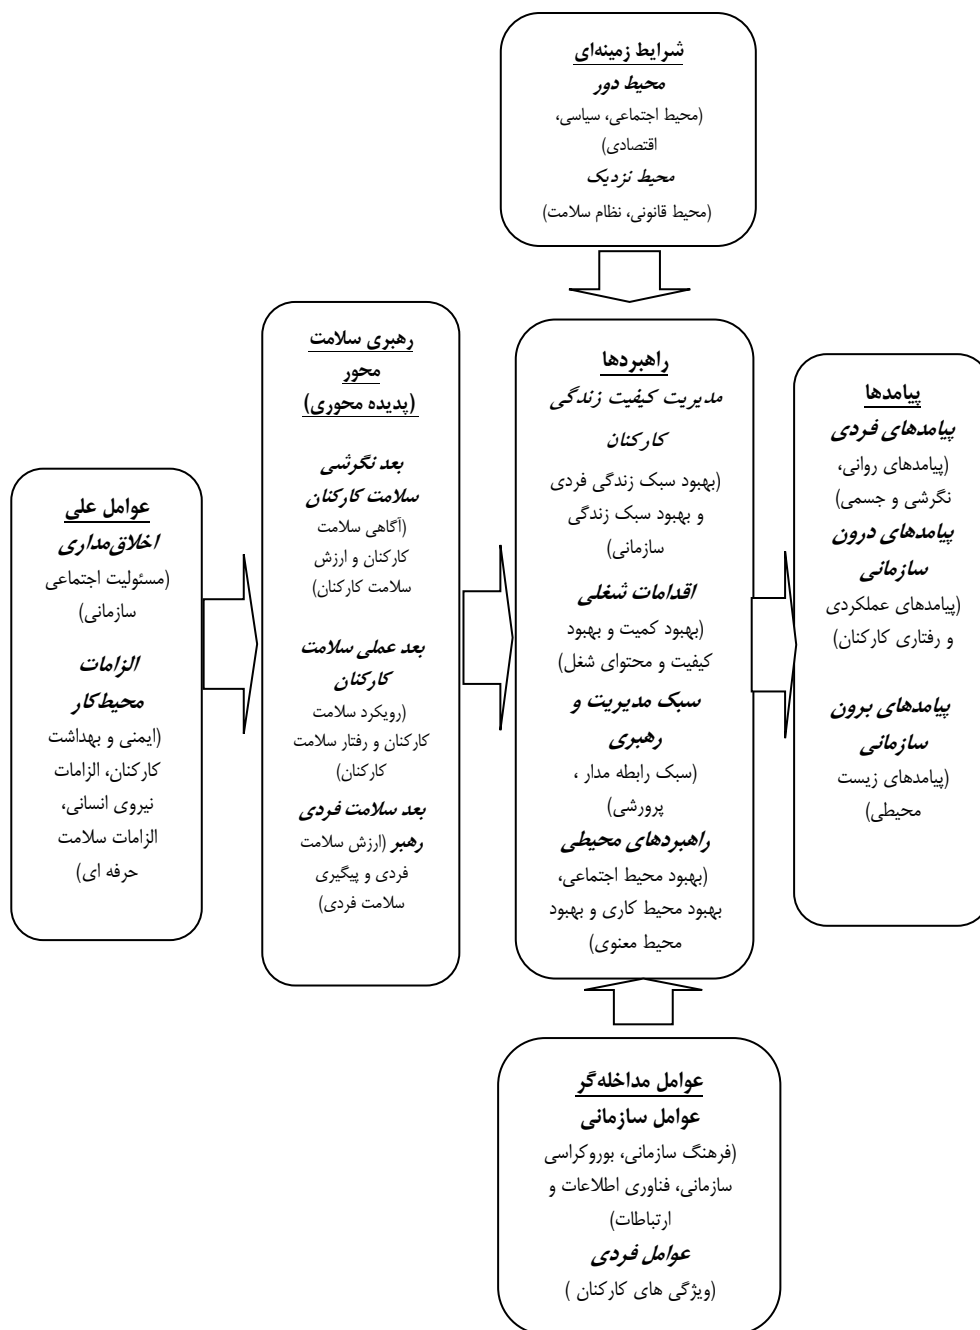 شرایط زمینه‌ای
محیط دور
(محیط اجتماعی، سیاسی،
اقتصادی)
محیط نزدیک
(محیط قانونی، نظام سلامت)
عوامل علی
اخلاق‌مداری
(مسئولیت اجتماعی
سازمانی)
الزامات
محیط‌کار
(ایمنی و بهداشت
کارکنان، الزامات
نیروی انسانی،
الزامات سلامت
حرفه ای)
رهبری سلامت
محور
(پدیده محوری)
بعد نگرشی
سلامت کارکنان
(آگاهی سلامت
کارکنان و ارزش
سلامت کارکنان)
بعد عملی سلامت
کارکنان
(رویکرد سلامت
کارکنان و رفتار سلامت
کارکنان)
بعد سلامت فردی
رهبر (ارزش سلامت
فردی و پیگیری
سلامت فردی)
راهبردها
مدیریت کیفیت زندگی
کارکنان
(بهبود سبک زندگی فردی
و بهبود سبک زندگی
سازمانی)
اقدامات شغلی
(بهبود کمیت و بهبود
کیفیت و محتوای شغل)
سبک مدیریت و
رهبری
(سبک رابطه مدار ،
پرورشی)
راهبردهای محیطی
(بهبود محیط اجتماعی،
بهبود محیط کاری و بهبود
محیط معنوی)
پیامدها
پیامدهای فردی
(پیامدهای روانی،
نگرشی و جسمی)
پیامدهای درون
سازمانی
(پیامدهای عملکردی
و رفتاری کارکنان)
پیامدهای برون
سازمانی
(پیامدهای زیست
محیطی)
عوامل مداخله‌گر
عوامل سازمانی
(فرهنگ سازمانی، بوروکراسی
سازمانی، فناوری اطلاعات و
ارتباطات)
عوامل فردی
(ویژگی های کارکنان )